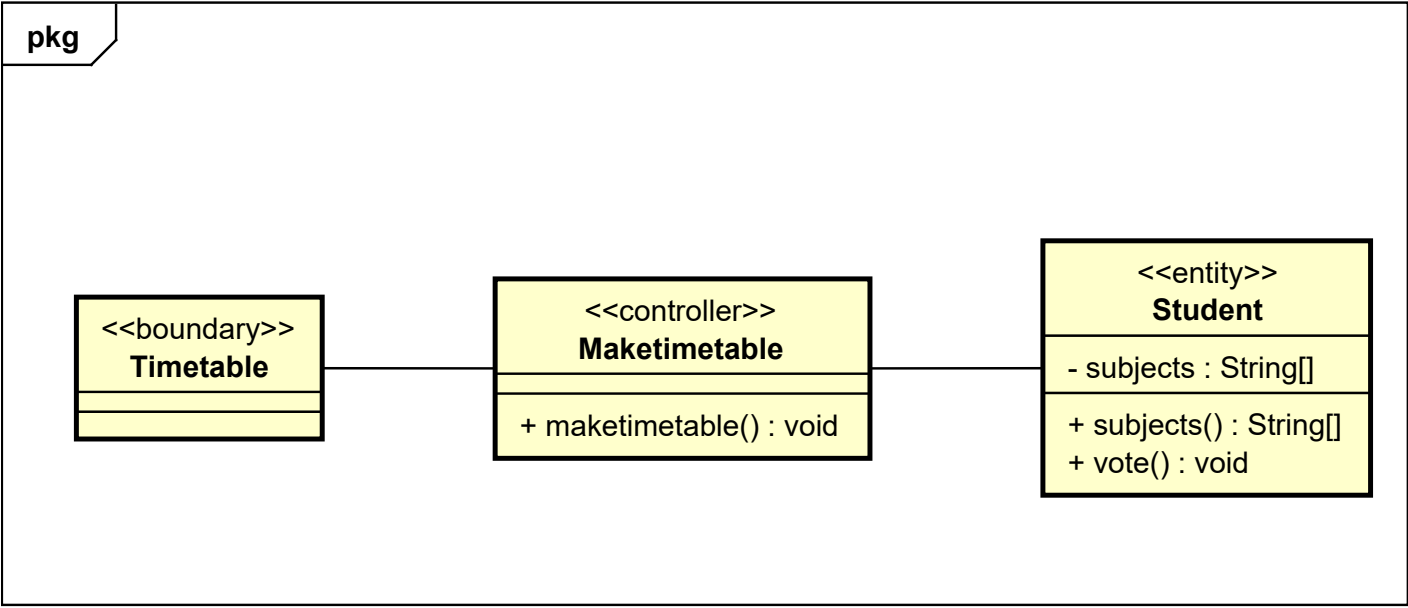 pkg
<<boundary>>
Timetable
<<controller>>
Maketimetable
+ maketimetable() : void
<<entity>>
Student
- subjects : String[]
+ subjects() : String[]
+ vote() : void